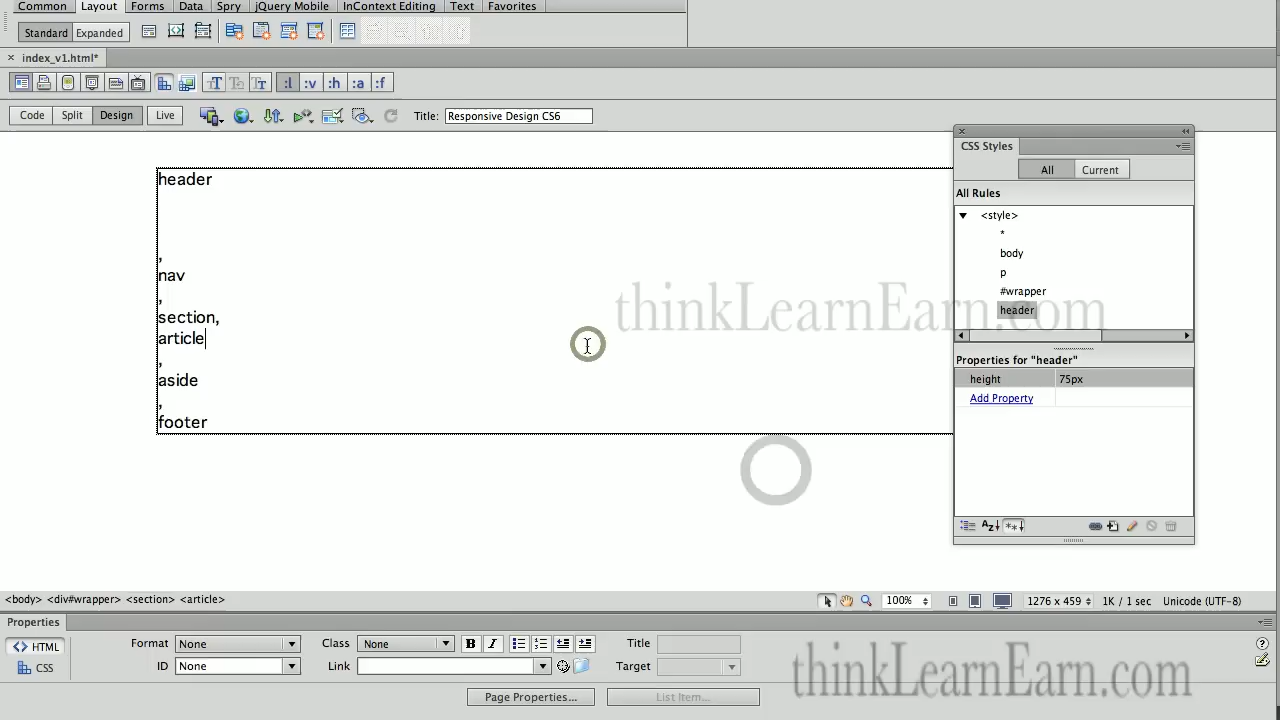 Common Layout Forms Data Spry jQuery Mobile InContext Editing Text Favorites
Standard Expanded
index_v1.html*
:l :v :h :a :f
Code Split Design Live Title: Responsive Design CS6
CSS Styles
All Current
All Rules
<style>
*
body
p
#wrapper
header
Properties for "header"
height 75px
Add Property
header
,
nav
,
section,
article
,
aside
,
footer
thinkLearnEarn.com
<body> <div#wrapper> <section> <article> 100% 1276 x 459 1K / 1 sec Unicode (UTF-8)
Properties
<> HTML Format None Class None B I Title
CSS ID None Link Target
Page Properties... List Item...
thinkLearnEarn.com